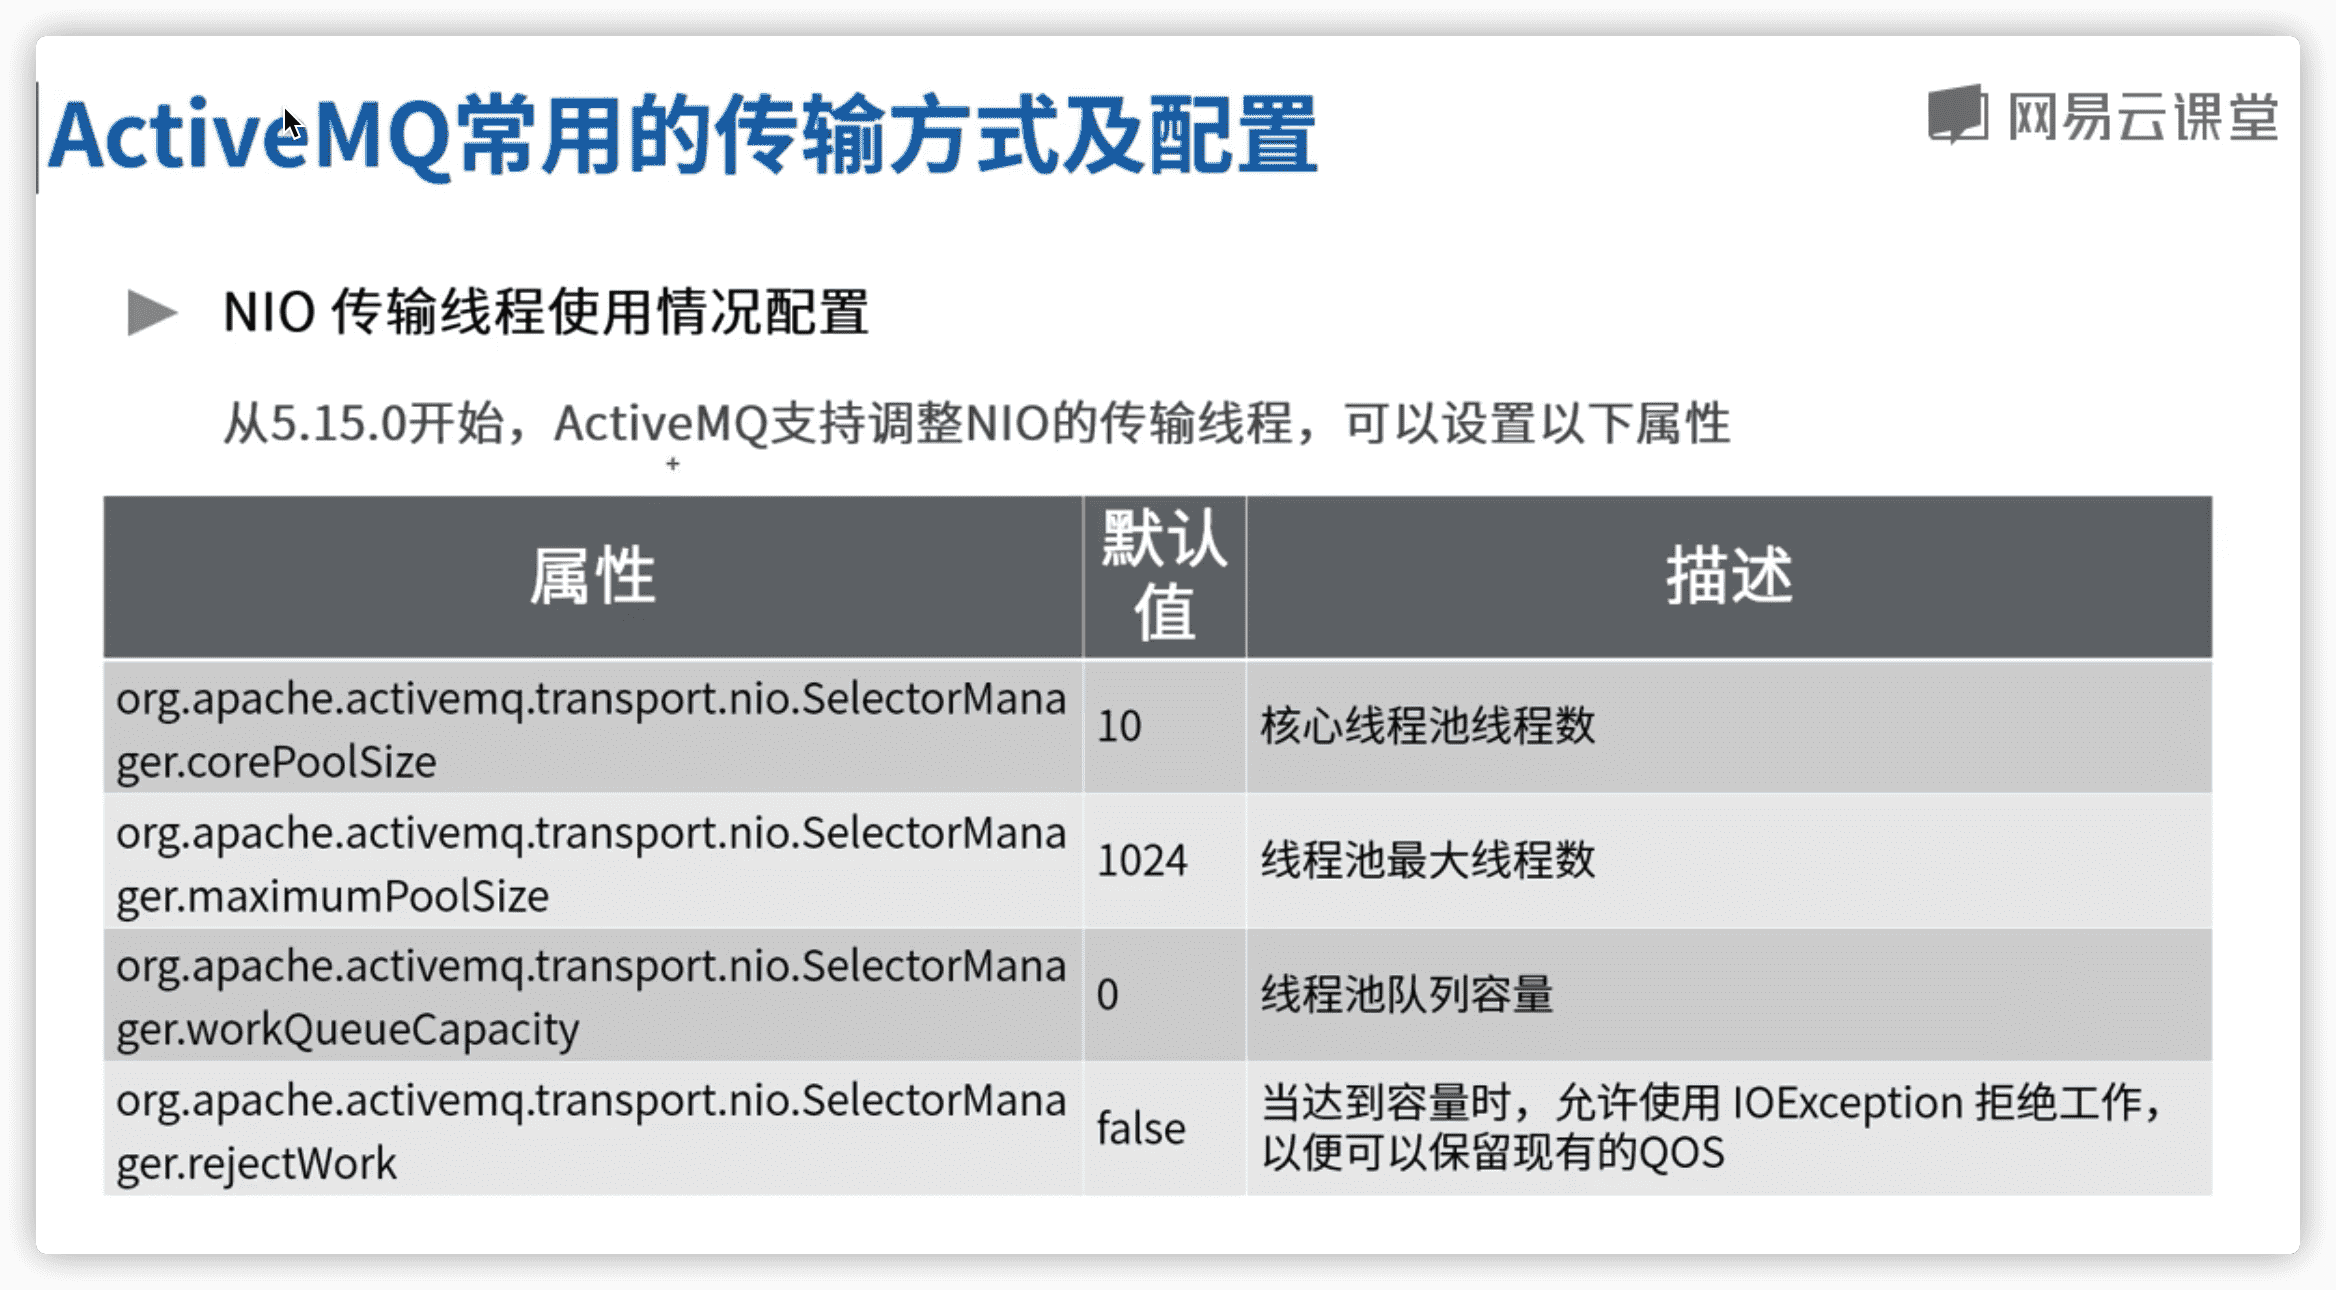 ActiveMQ常用的传输方式及配置
网易云课堂
NIO 传输线程使用情况配置
从5.15.0开始，ActiveMQ支持调整NIO的传输线程，可以设置以下属性
属性
默认
值
描述
org.apache.activemq.transport.nio.SelectorMana
ger.corePoolSize
10
核心线程池线程数
org.apache.activemq.transport.nio.SelectorMana
ger.maximumPoolSize
1024
线程池最大线程数
org.apache.activemq.transport.nio.SelectorMana
ger.workQueueCapacity
0
线程池队列容量
org.apache.activemq.transport.nio.SelectorMana
ger.rejectWork
false
当达到容量时，允许使用 IOException 拒绝工作，
以便可以保留现有的QOS